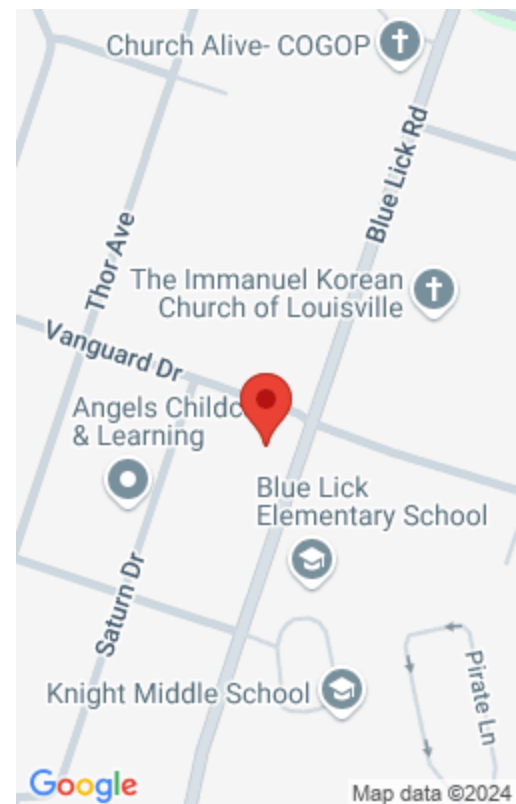 Church Alive- COGOP
Blue Lick Rd
Thor Ave
The Immanuel Korean
Church of Louisville
Vanguard Dr
Angels Childc
& Learning
Blue Lick
Elementary School
Saturn Dr
Knight Middle School
Pirate Ln
Google
Map data ©2024